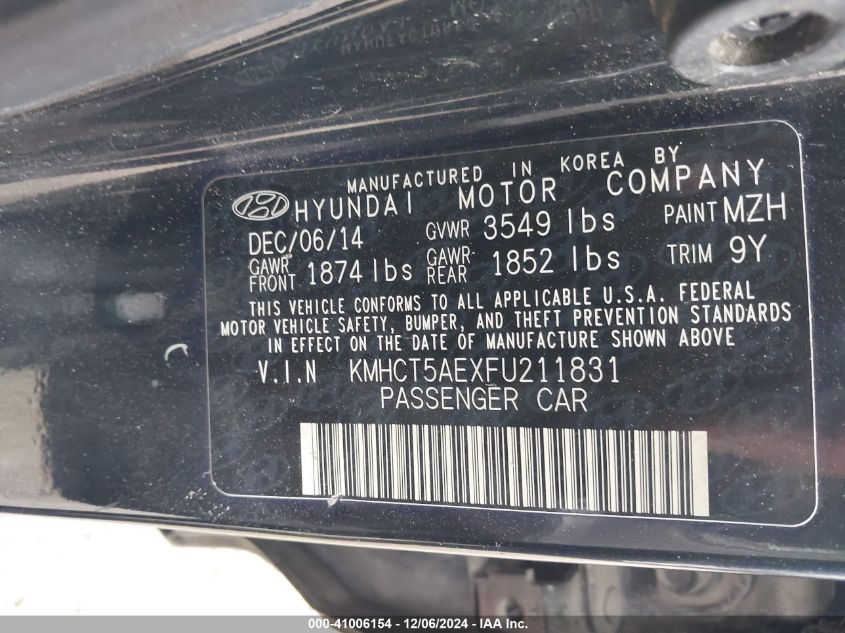 MANUFACTURED IN KOREA BY
HYUNDAI MOTOR COMPANY
DEC/06/14 GVWR 3549 lbs PAINT MZH
GAWR FRONT 1874 lbs GAWR-REAR 1852 lbs TRIM 9Y
THIS VEHICLE CONFORMS TO ALL APPLICABLE U.S.A. FEDERAL
MOTOR VEHICLE SAFETY, BUMPER, AND THEFT PREVENTION STANDARDS
IN EFFECT ON THE DATE OF MANUFACTURE SHOWN ABOVE
V.I.N KMHCT5AEXFU211831
PASSENGER CAR
000-41006154 - 12/06/2024 - IAA Inc.